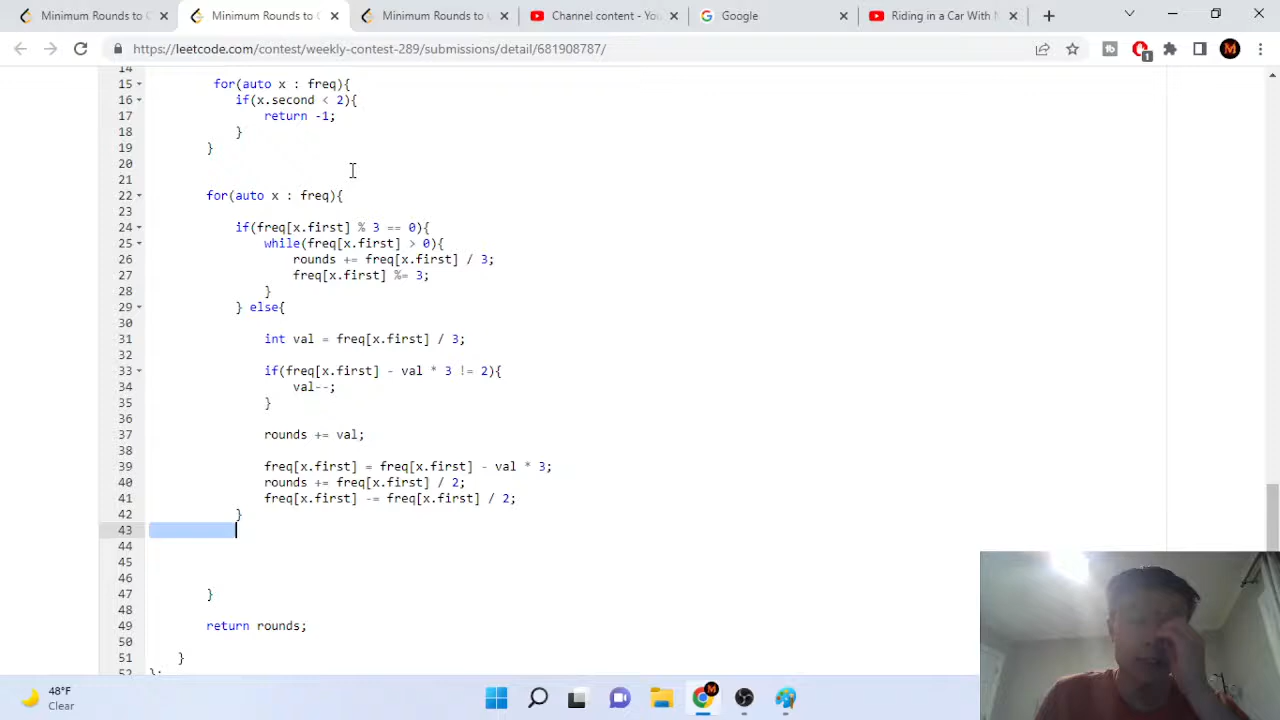 Minimum Rounds to C
Minimum Rounds to C
Minimum Rounds to C
Channel content - You
Google
Riding in a Car With N
https://leetcode.com/contest/weekly-contest-289/submissions/detail/681908787/
14
15 for(auto x : freq){
16 if(x.second < 2){
17 return -1;
18 }
19 }
20
21
22 for(auto x : freq){
23
24 if(freq[x.first] % 3 == 0){
25 while(freq[x.first] > 0){
26 rounds += freq[x.first] / 3;
27 freq[x.first] %= 3;
28 }
29 } else{
30
31 int val = freq[x.first] / 3;
32
33 if(freq[x.first] - val * 3 != 2){
34 val--;
35 }
36
37 rounds += val;
38
39 freq[x.first] = freq[x.first] - val * 3;
40 rounds += freq[x.first] / 2;
41 freq[x.first] -= freq[x.first] / 2;
42 }
43
44
45
46
47 }
48
49 return rounds;
50
51 }
52 };
48°F
Clear